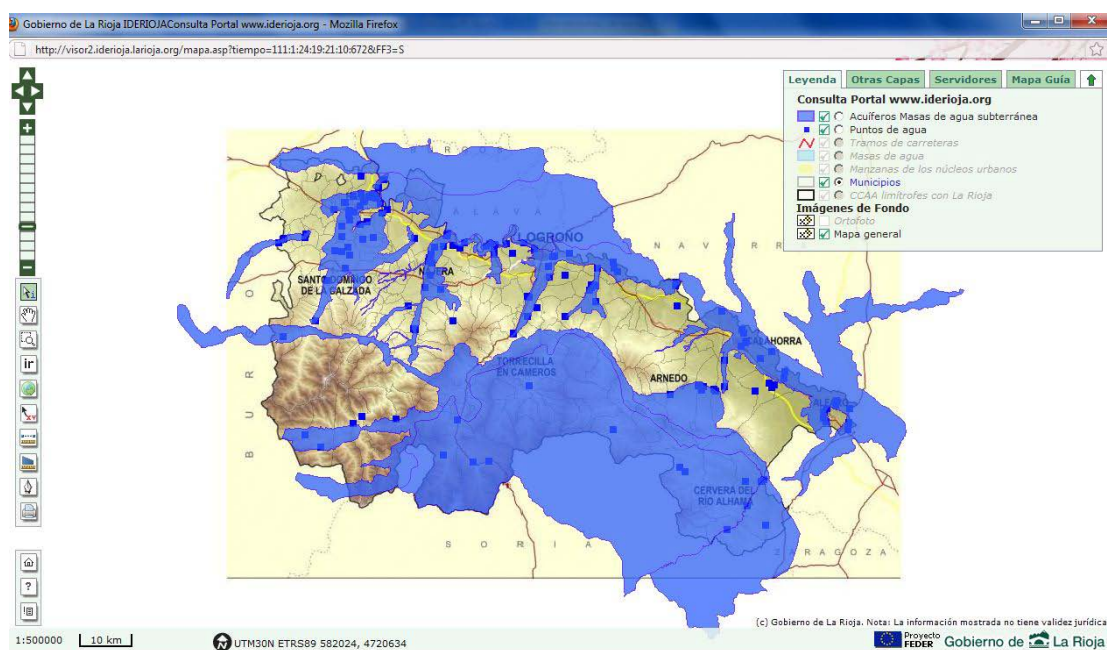 Gobierno de La Rioja IDERIOJAConsulta Portal www.iderioja.org - Mozilla Firefox
http://visor2.iderioja.larioja.org/mapa.asp?tiempo=111:1:24:19:21:10:672&FF3=S
Leyenda Otras Capas Servidores Mapa Guía
Consulta Portal www.iderioja.org
Acuíferos Masas de agua subterránea
Puntos de agua
Tramos de carreteras
Masas de agua
Manzanas de los núcleos urbanos
Municipios
CCAA limítrofes con La Rioja
Imágenes de Fondo
Ortofoto
Mapa general
ALAVA
LOGROÑO
NAVARRA
NAJERA
SANTO DOMINGO
DE LA CALZADA
ir
xy
CALAHORRA
TORRECILLA
EN CAMEROS
ARNEDO
ALFARO
BURGOS
CERVERA DEL
RIO ALHAMA
SORIA
ZARAGOZA
?
(c) Gobierno de La Rioja. Nota: La información mostrada no tiene validez jurídica
1:500000 10 km UTM30N ETRS89 582024, 4720634
Proyecto
FEDER Gobierno de La Rioja